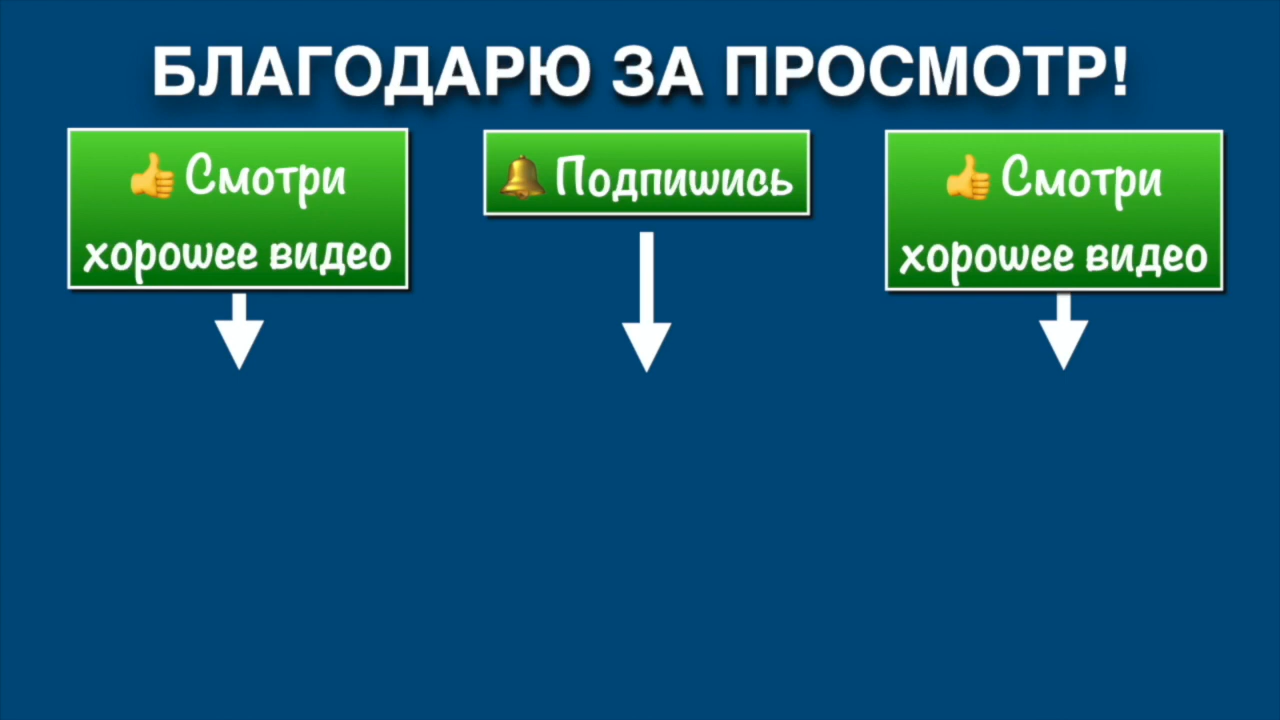 БЛАГОДАРЮ ЗА ПРОСМОТР!
👍 Смотри
хорошее видео
🔔 Подпишись
👍 Смотри
хорошее видео